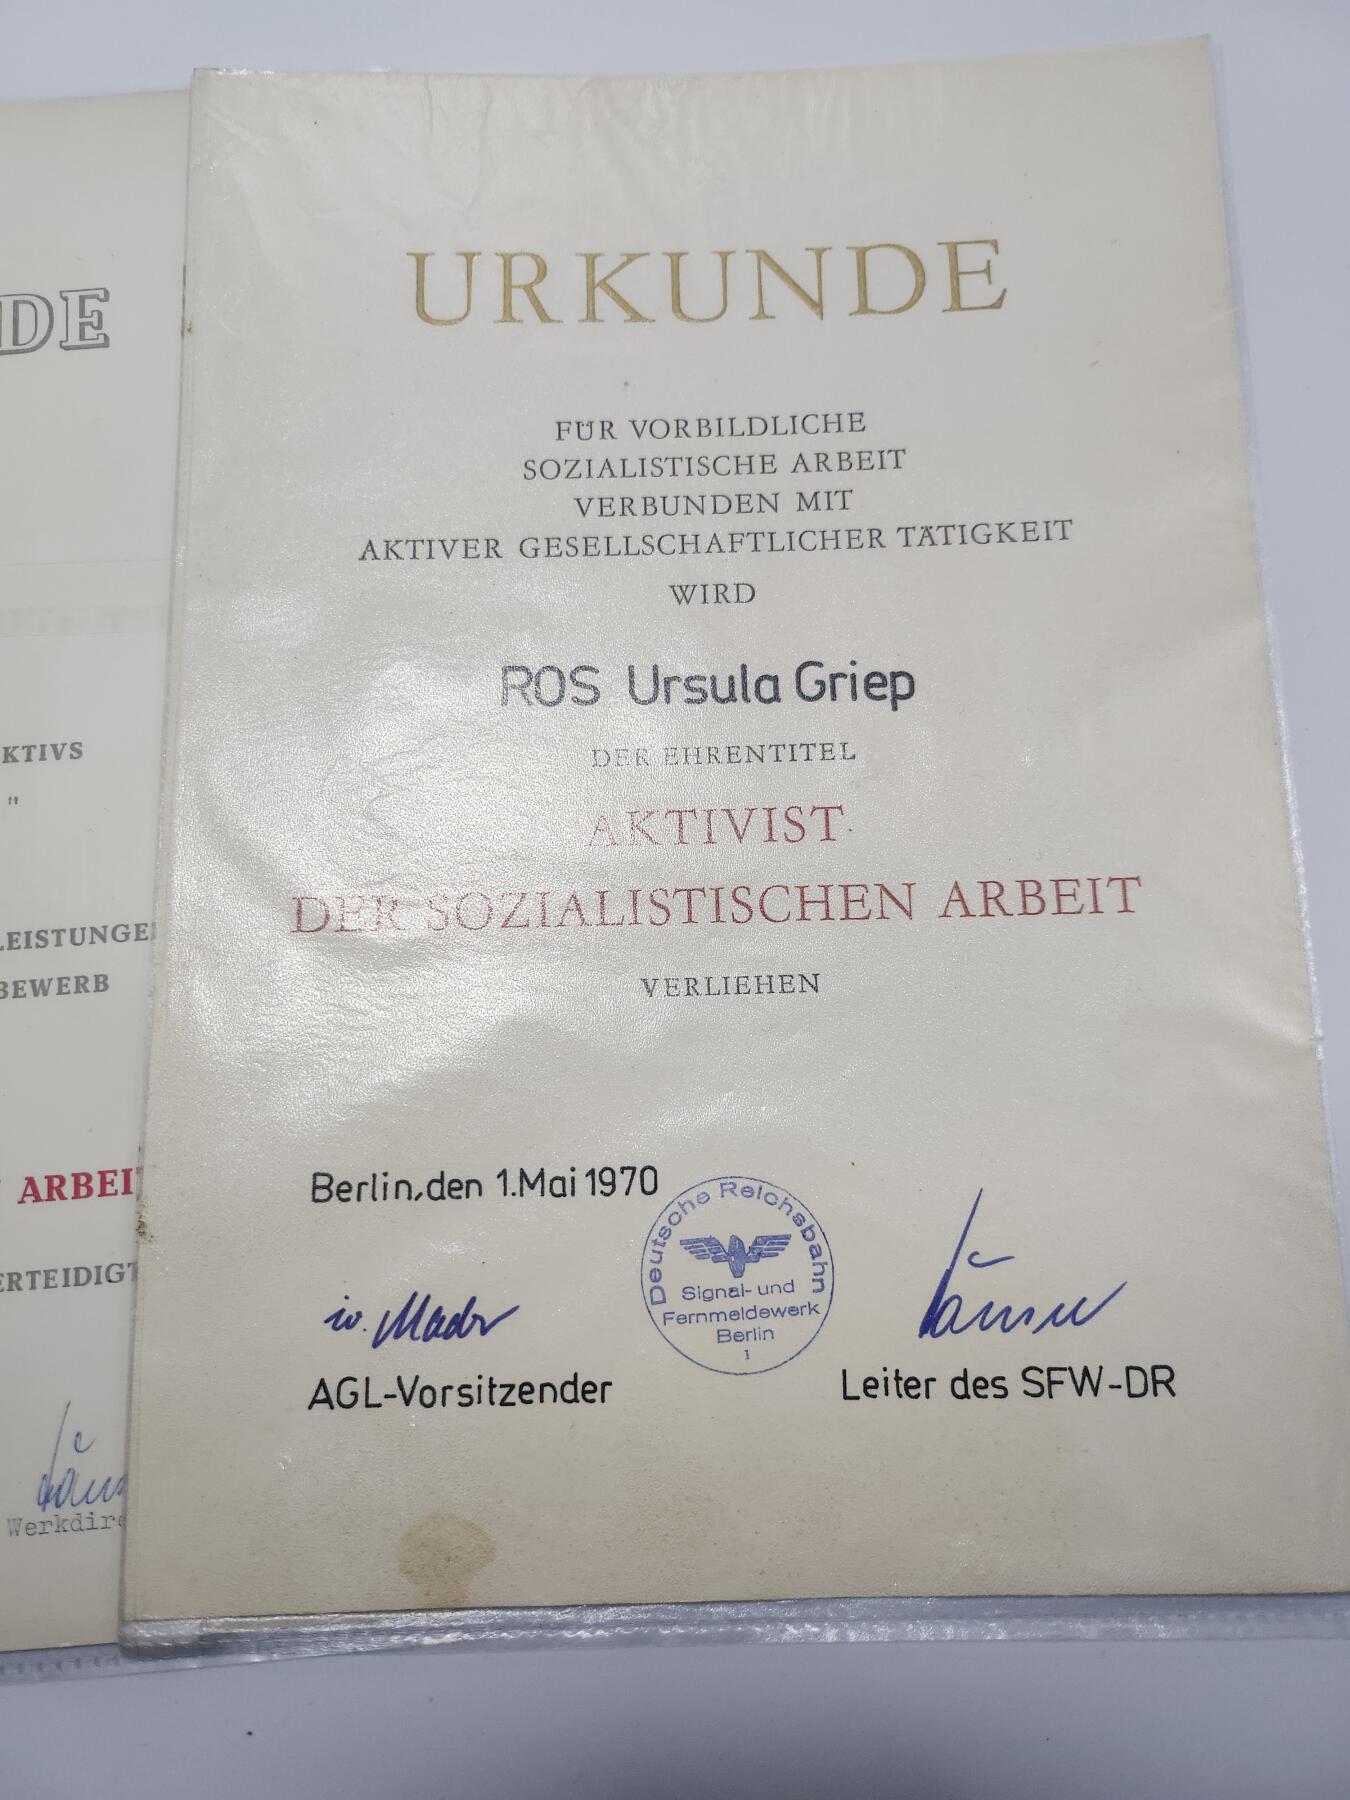 DE
KTIVS
"
LEISTUNGE
BEWERB
ARBEIT
ERTEIDIGT
Werkdire
URKUNDE
FÜR VORBILDLICHE
SOZIALISTISCHE ARBEIT
VERBUNDEN MIT
AKTIVER GESELLSCHAFTLICHER TÄTIGKEIT
WIRD
ROS Ursula Griep
DER EHRENTITEL
AKTIVIST
DER SOZIALISTISCHEN ARBEIT
VERLIEHEN
Berlin, den 1. Mai 1970
Deutsche Reichsbahn
Signal- und
Fernmeldewerk
Berlin
1
AGL-Vorsitzender
Leiter des SFW-DR